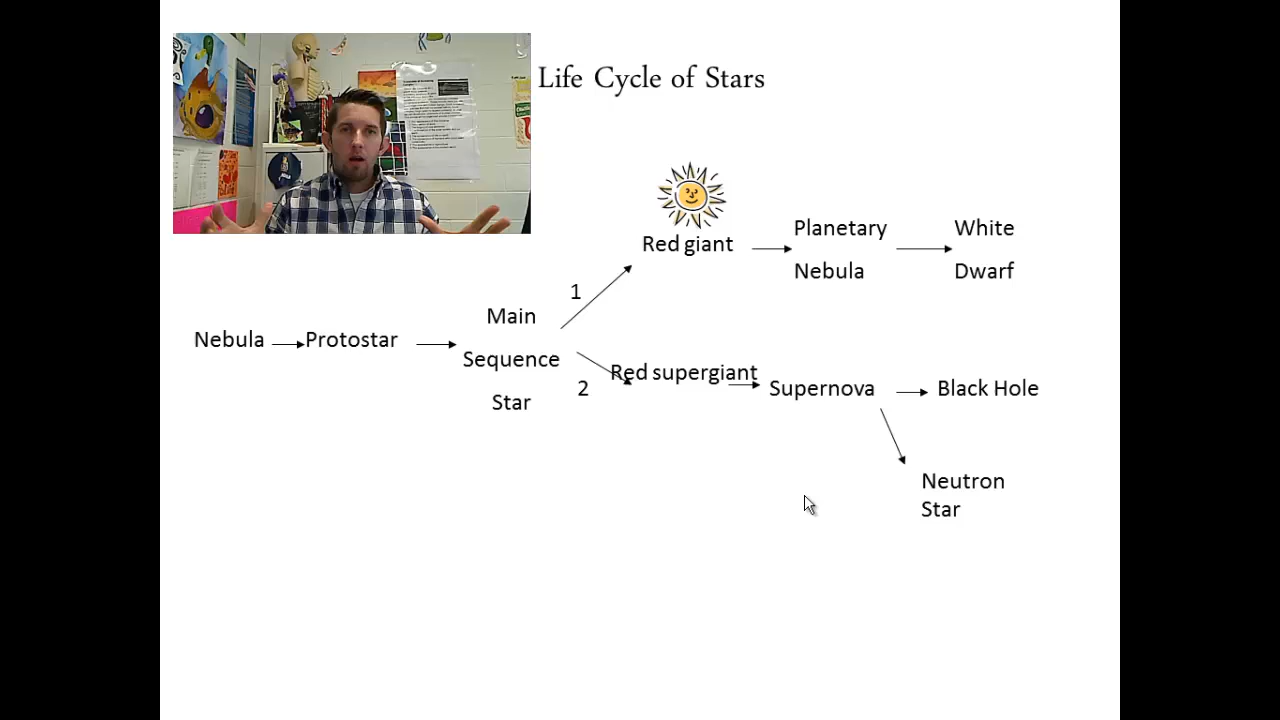 Life Cycle of Stars
Red giant
Planetary
Nebula
White
Dwarf
1
Nebula
Protostar
Main
Sequence
Star
2
Red supergiant
Supernova
Black Hole
Neutron
Star